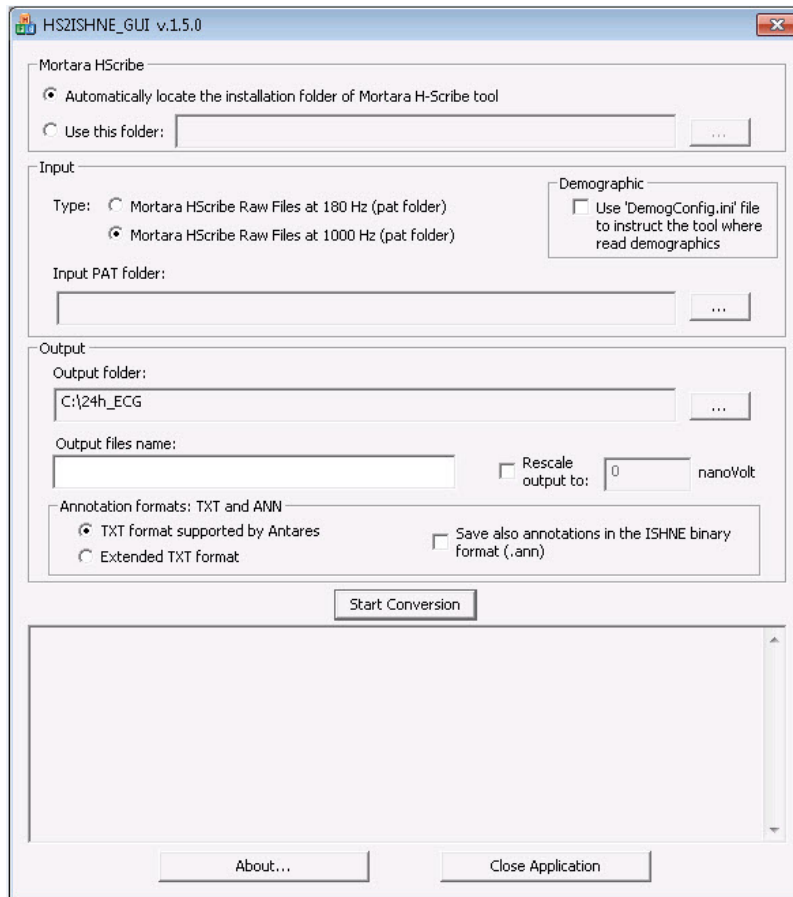 HS2ISHNE_GUI v.1.5.0
Mortara HScribe
Automatically locate the installation folder of Mortara H-Scribe tool
Use this folder:
...
Input
Type:
Mortara HScribe Raw Files at 180 Hz (pat folder)
Mortara HScribe Raw Files at 1000 Hz (pat folder)
Demographic
Use 'DemogConfig.ini' file
to instruct the tool where
read demographics
Input PAT folder:
...
Output
Output folder:
C:\24h_ECG
...
Output files name:
Rescale
output to:
0
nanoVolt
Annotation formats: TXT and ANN
TXT format supported by Antares
Extended TXT format
Save also annotations in the ISHNE binary
format (.ann)
Start Conversion
About...
Close Application